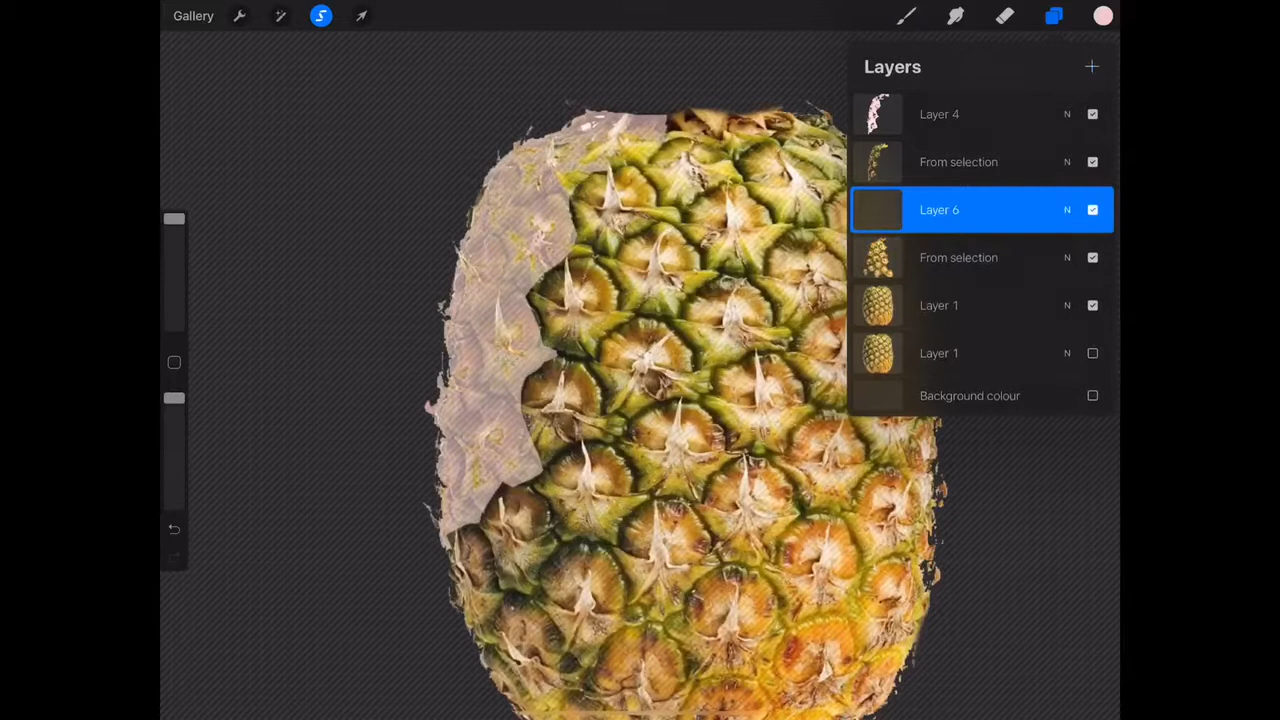 Gallery
Layers
Layer 4 N
From selection N
Layer 6 N
From selection N
Layer 1 N
Layer 1 N
Background colour